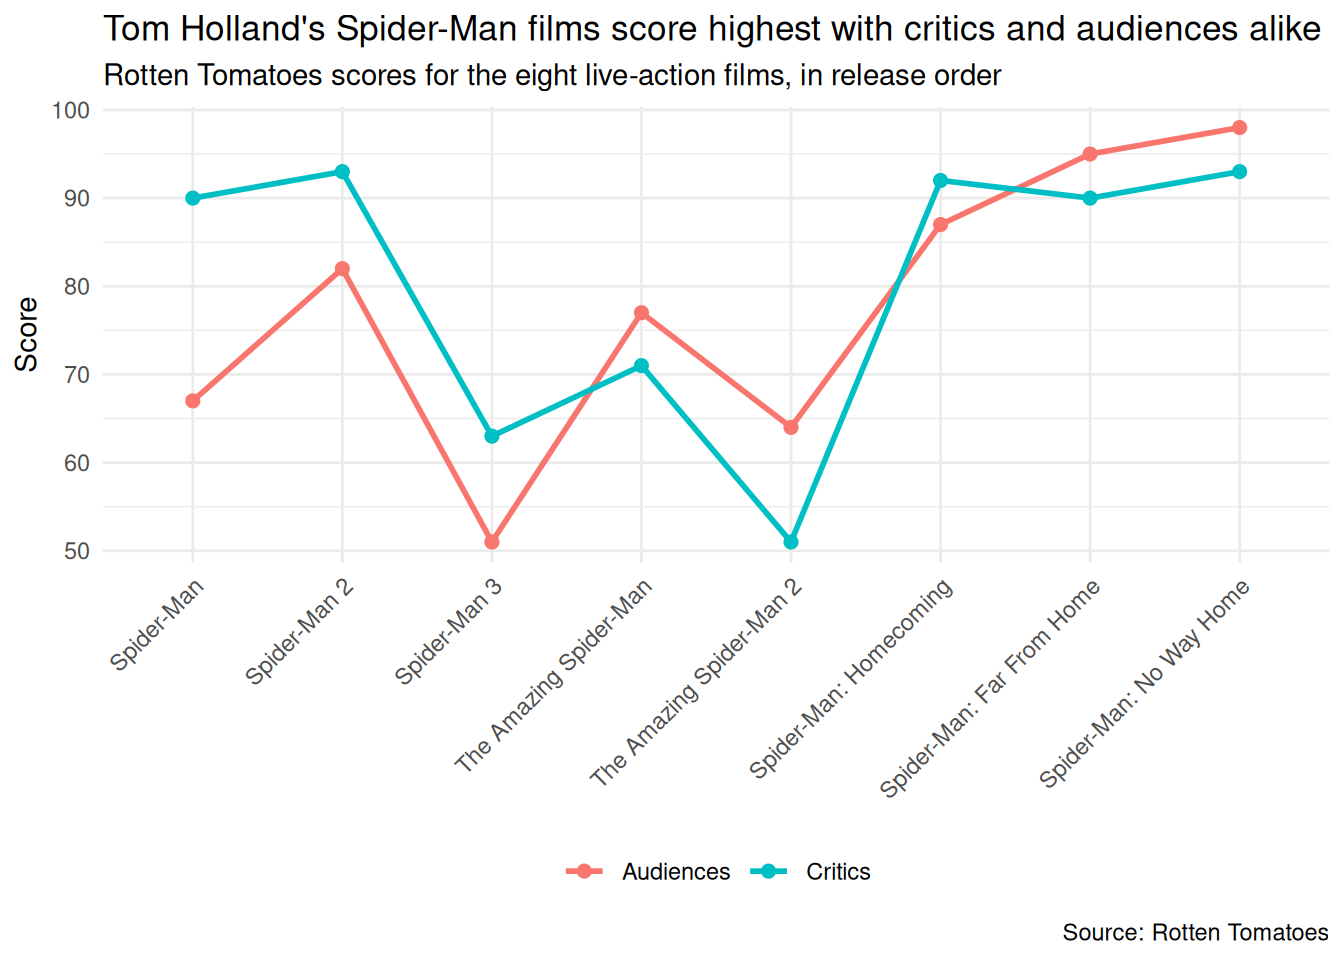 Tom Holland's Spider-Man films score highest with critics and audiences alike
Rotten Tomatoes scores for the eight live-action films, in release order
Score
100
90
80
70
60
50
Spider-Man
Spider-Man 2
Spider-Man 3
The Amazing Spider-Man
The Amazing Spider-Man 2
Spider-Man: Homecoming
Spider-Man: Far From Home
Spider-Man: No Way Home
Audiences
Critics
Source: Rotten Tomatoes